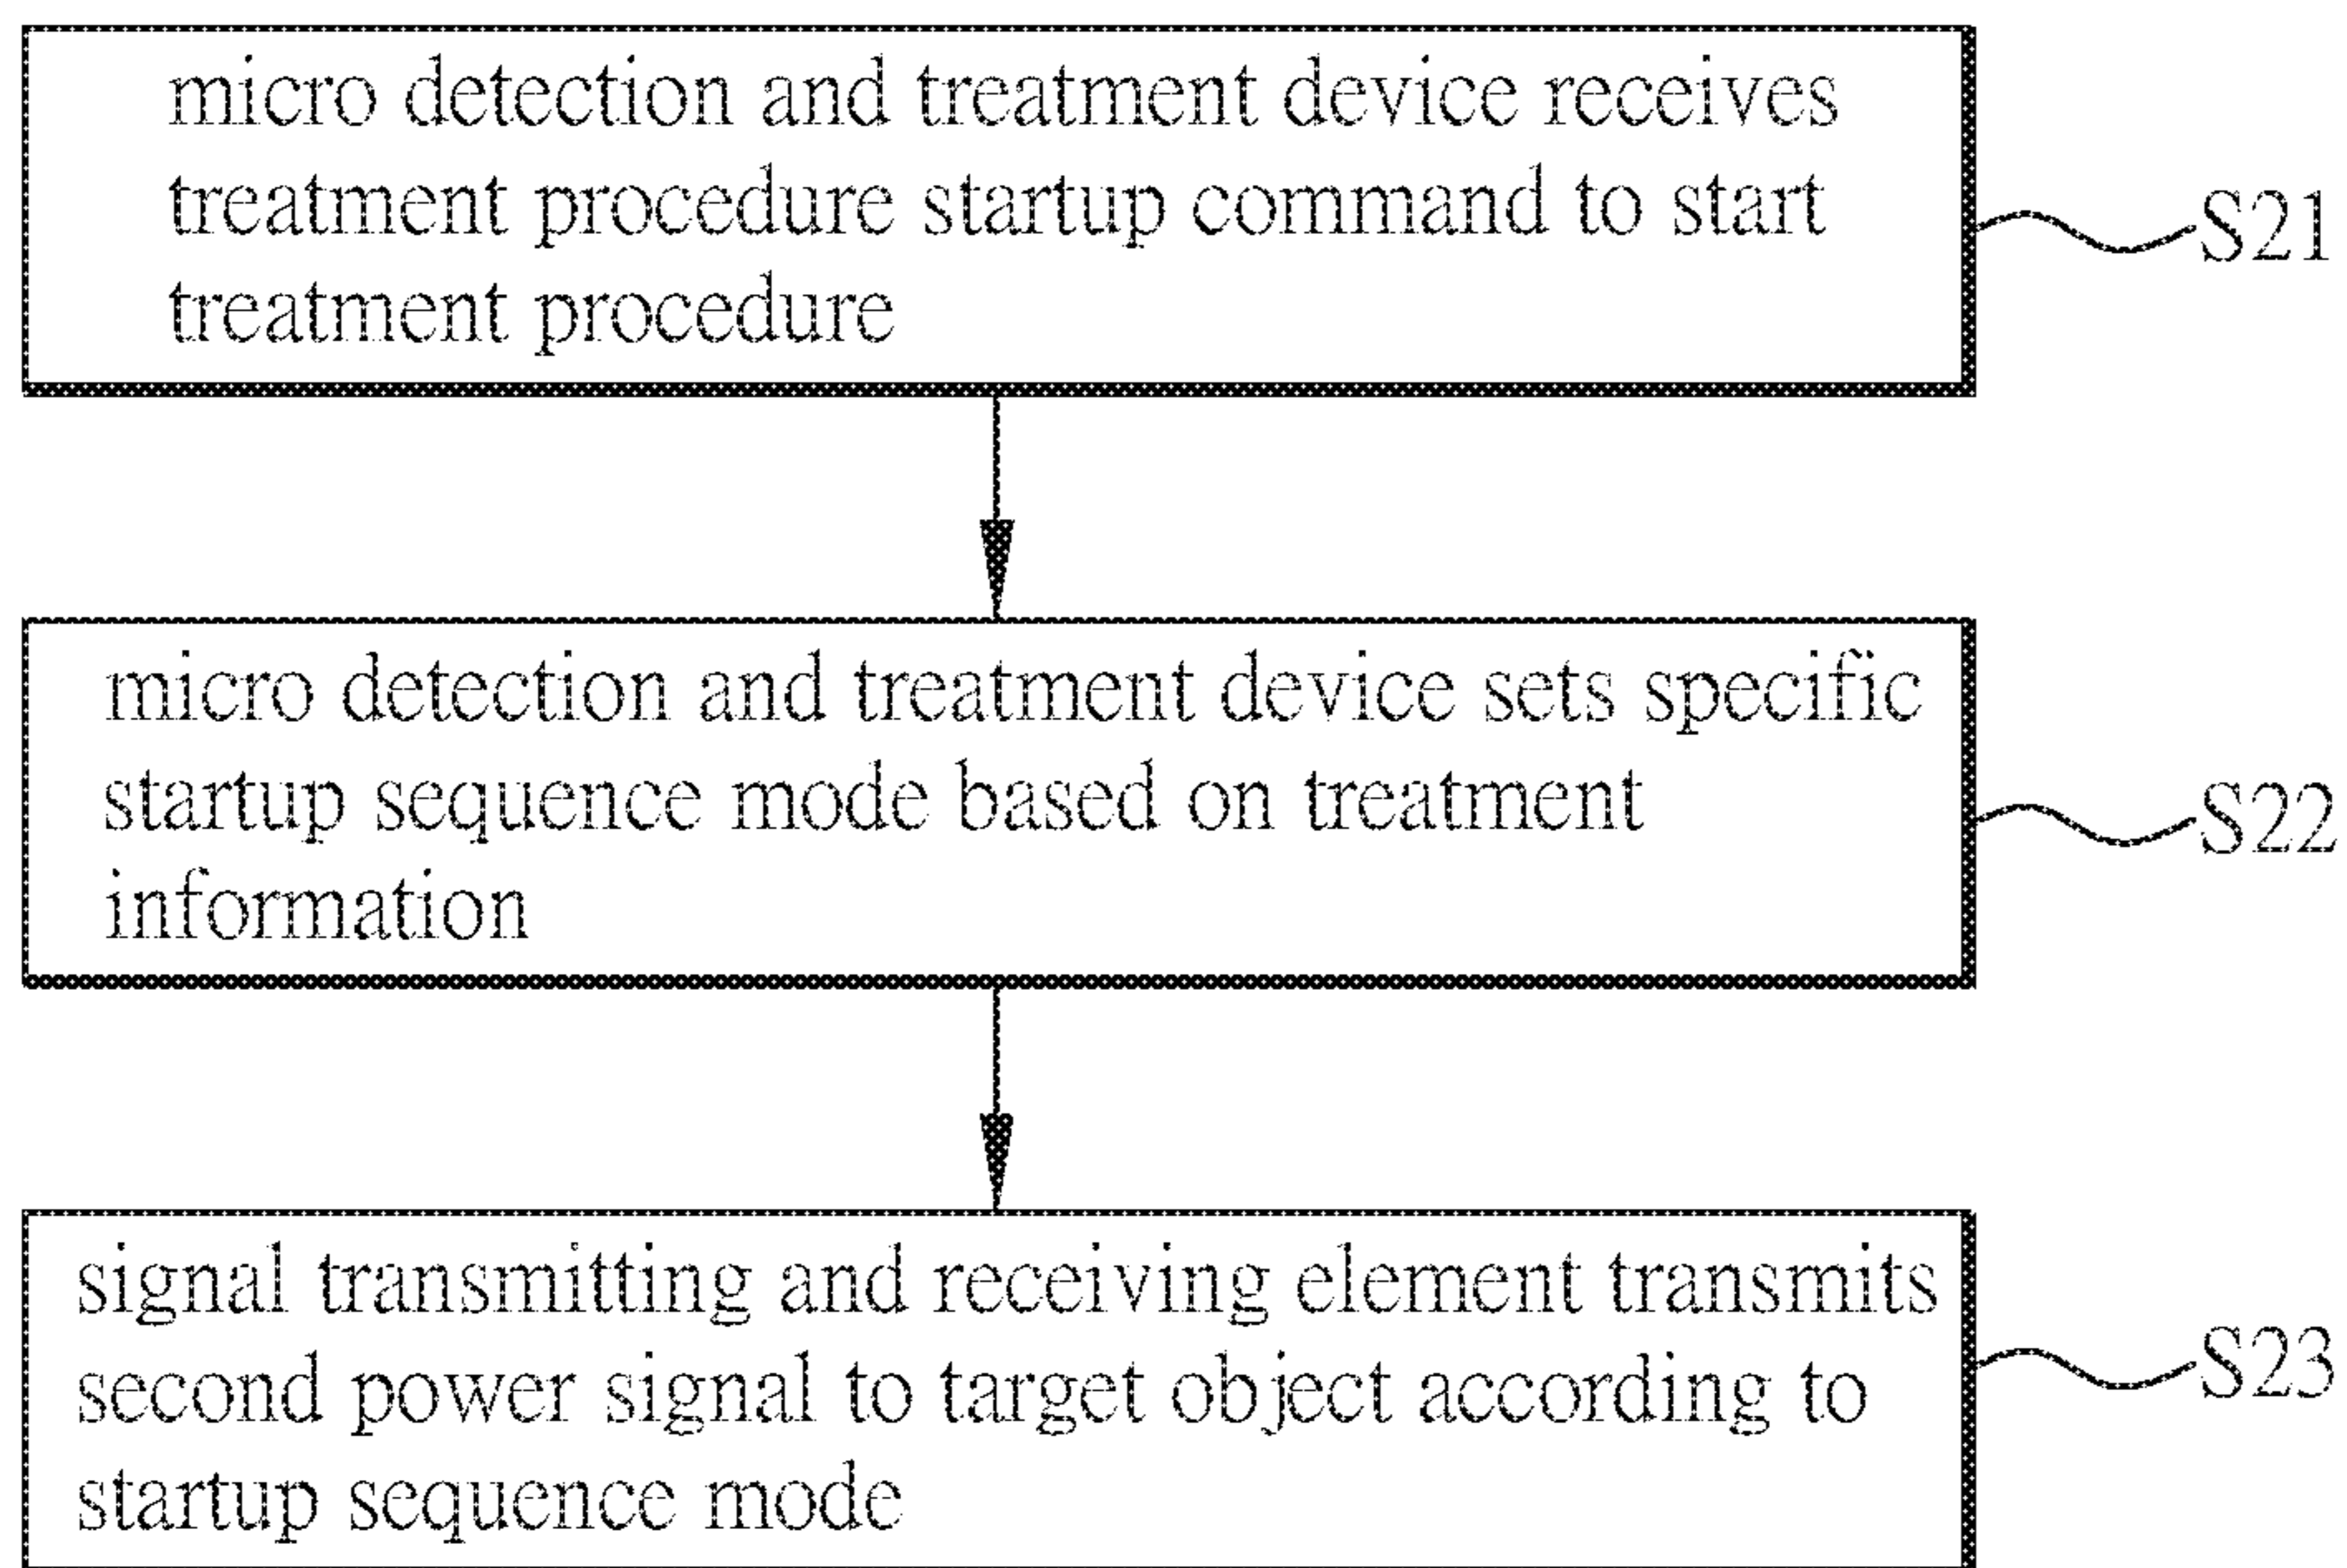 micro detection and treatment device receives
treatment procedure startup command to start
treatment procedure
S21
micro detection and treatment device sets specific
startup sequence mode based on treatment
information
S22
signal transmitting and receiving element transmits
second power signal to target object according to
startup sequence mode
S23